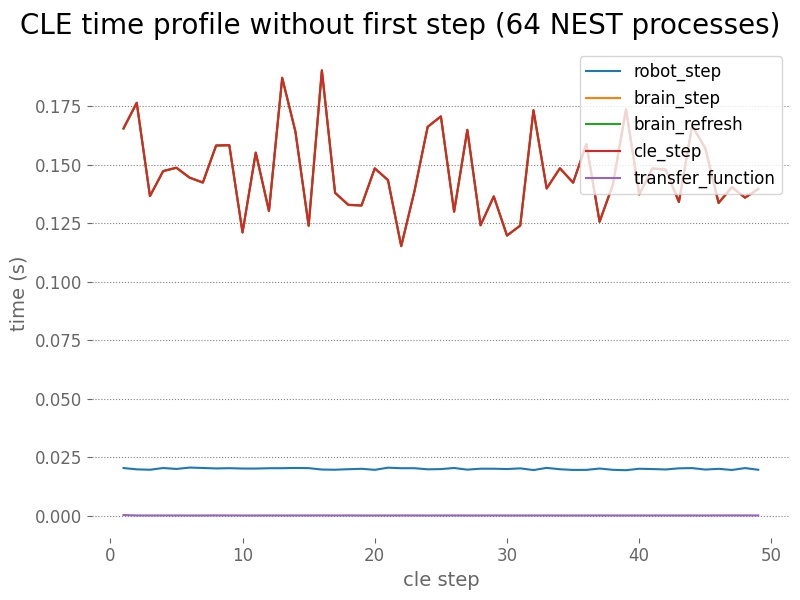 CLE time profile without first step (64 NEST processes)
robot_step
brain_step
brain_refresh
cle_step
transfer_function
0.175
0.150
0.125
0.100
0.075
0.050
0.025
0.000
time (s)
0 10 20 30 40 50
cle step